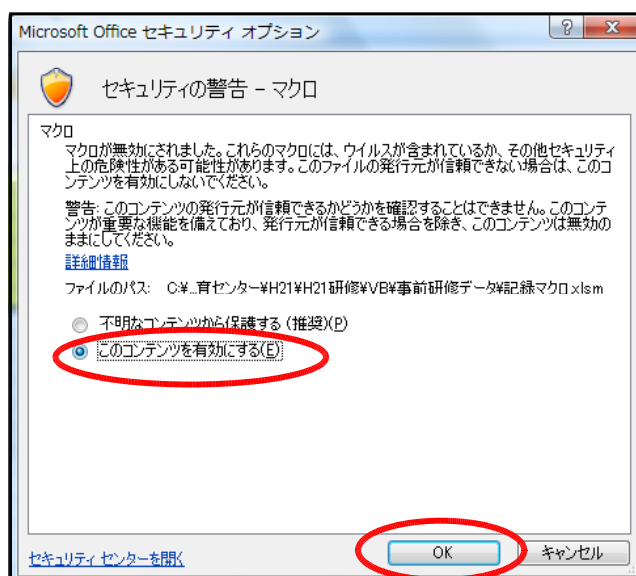 Microsoft Office セキュリティ オプション
セキュリティの警告 - マクロ
マクロ
マクロが無効にされました。これらのマクロには、ウイルスが含まれているか、その他セキュリティ
上の危険性がある可能性があります。このファイルの発行元が信頼できない場合は、このコ
ンテンツを有効にしないでください。
警告: このコンテンツの発行元が信頼できるかどうかを確認することはできません。このコンテ
ンツが重要な機能を備えており、発行元が信頼できる場合を除き、このコンテンツは無効の
ままにしてください。
詳細情報
ファイルのパス: C:¥...育センター¥H21¥H21研修¥VB¥事前研修データ¥記録マクロ.xlsm
不明なコンテンツから保護する (推奨)(P)
このコンテンツを有効にする(E)
セキュリティ センターを開く
OK
キャンセル